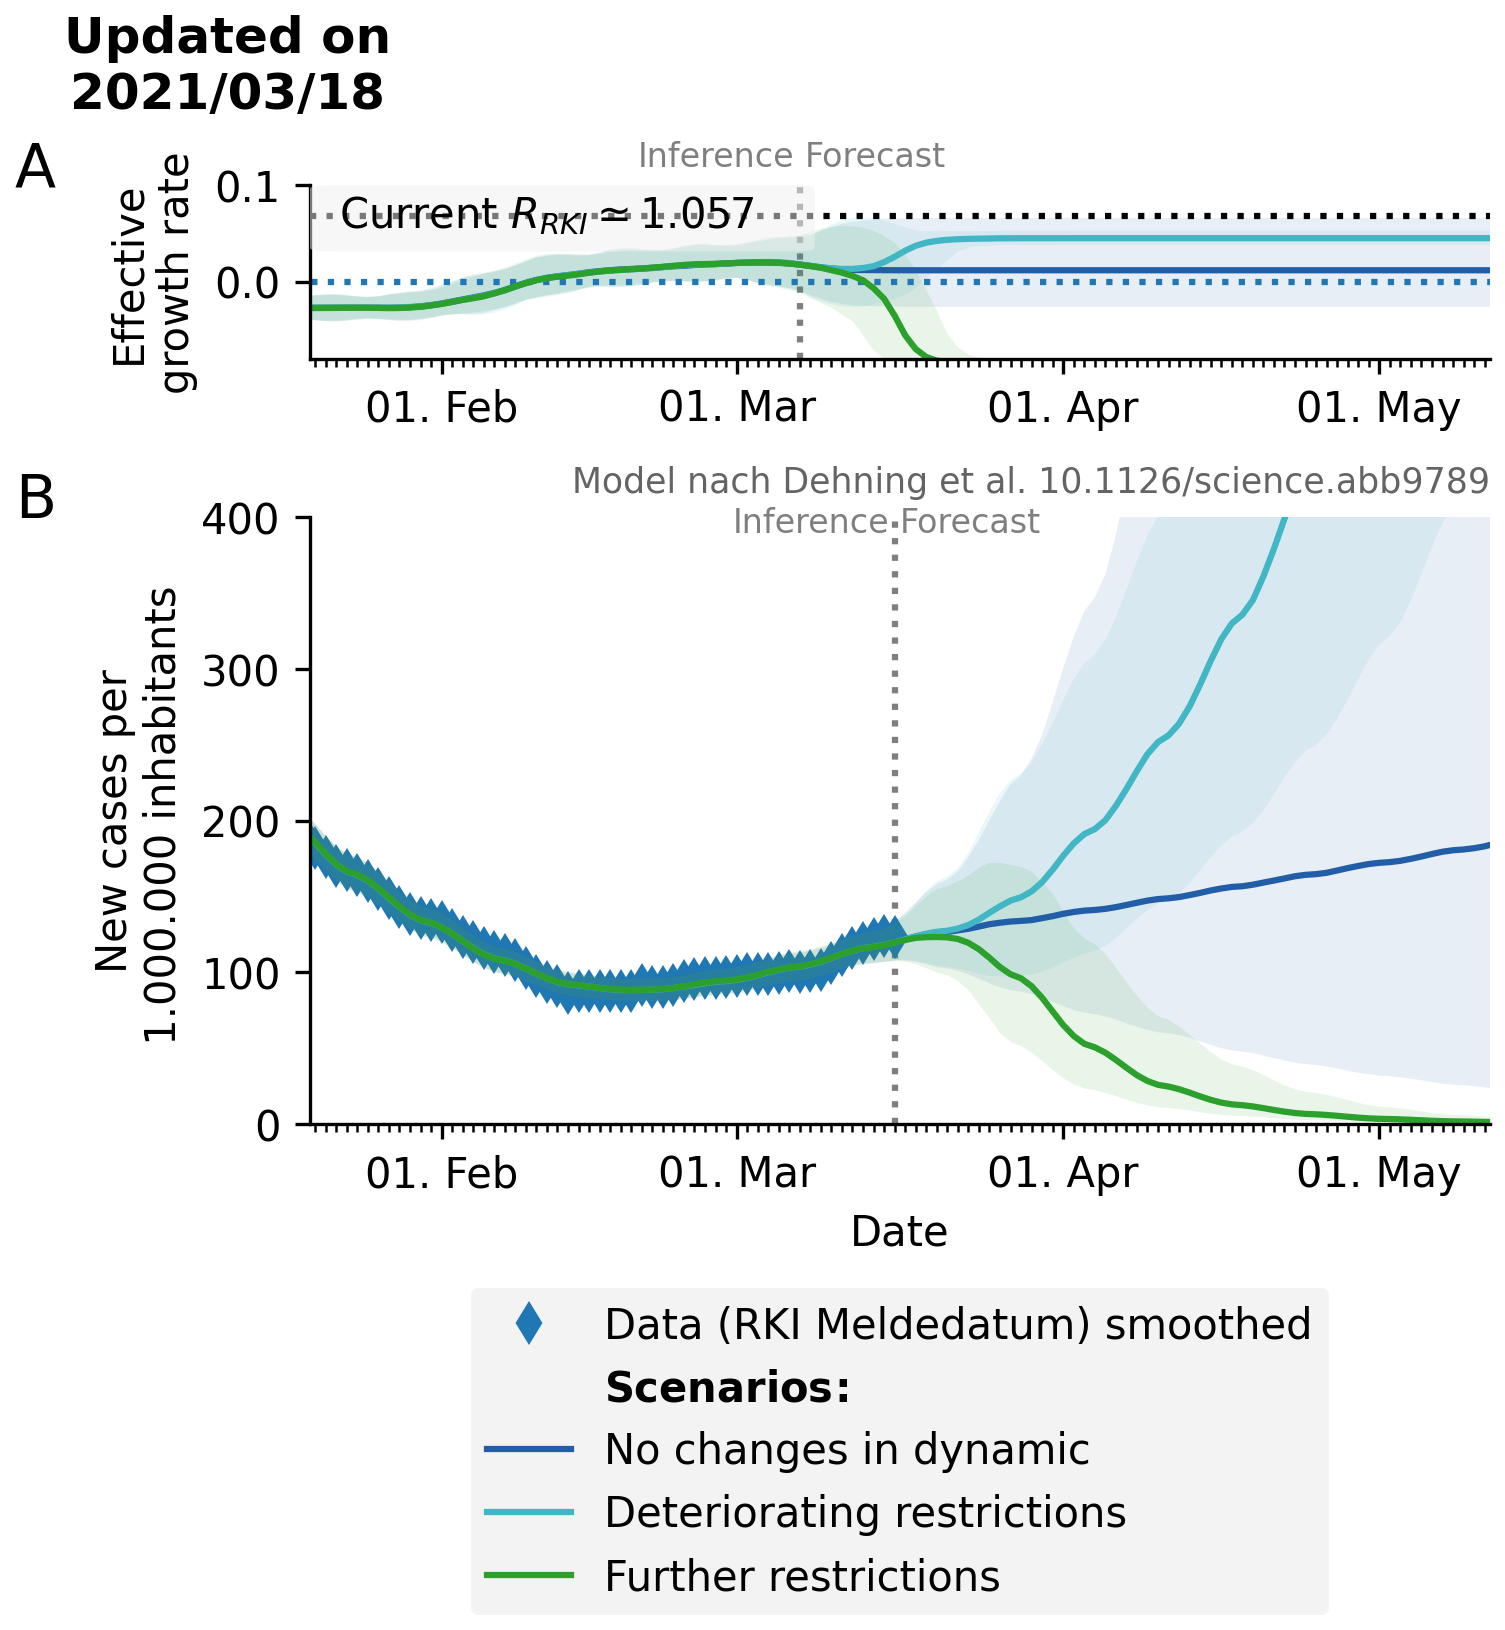 Updated on
2021/03/18
A
Inference Forecast
Effective
growth rate
0.1
0.0
Current R_RKI ≃ 1.057
01. Feb
01. Mar
01. Apr
01. May
B
Model nach Dehning et al. 10.1126/science.abb9789
Inference Forecast
New cases per
1.000.000 inhabitants
400
300
200
100
0
01. Feb
01. Mar
01. Apr
01. May
Date
Data (RKI Meldedatum) smoothed
Scenarios:
No changes in dynamic
Deteriorating restrictions
Further restrictions